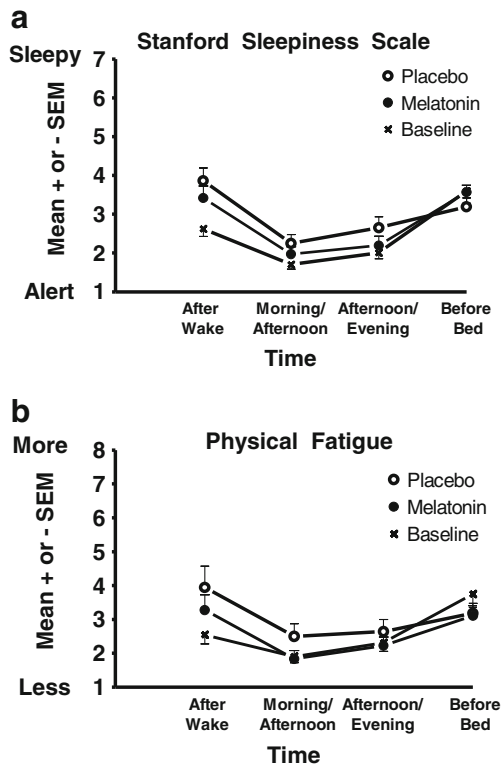 a
Stanford Sleepiness Scale
Sleepy
7
Placebo
6
Melatonin
5
Baseline
4
3
2
Alert
1
Mean + or - SEM
After Wake
Morning/ Afternoon
Afternoon/ Evening
Before Bed
Time
b
Physical Fatigue
More
8
7
Placebo
6
Melatonin
5
Baseline
4
3
2
Less
1
Mean + or - SEM
After Wake
Morning/ Afternoon
Afternoon/ Evening
Before Bed
Time